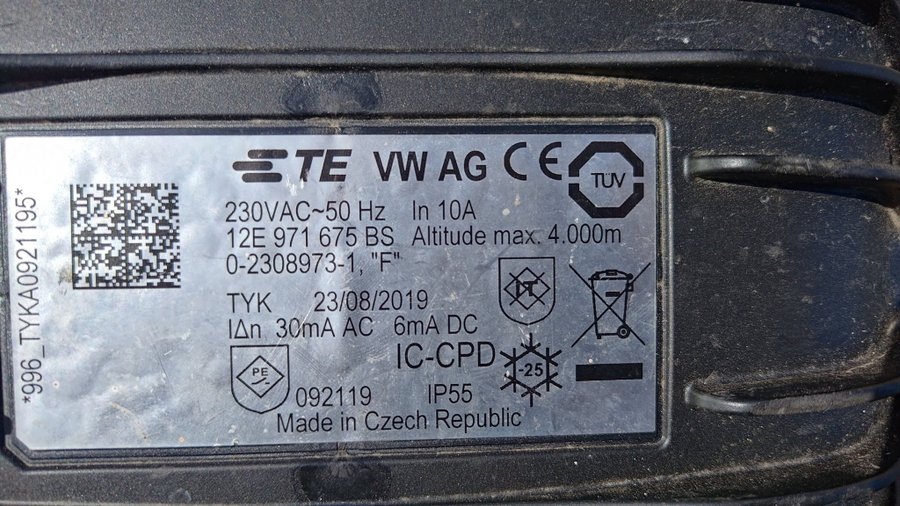 TE VW AG CE TÜV
230VAC~50 Hz In 10A
12E 971 675 BS Altitude max. 4.000m
0-2308973-1, "F"
TYK 23/08/2019
IΔn 30mA AC 6mA DC
IC-CPD -25
PE
092119 IP55
Made in Czech Republic
*996_TYKA0921195*